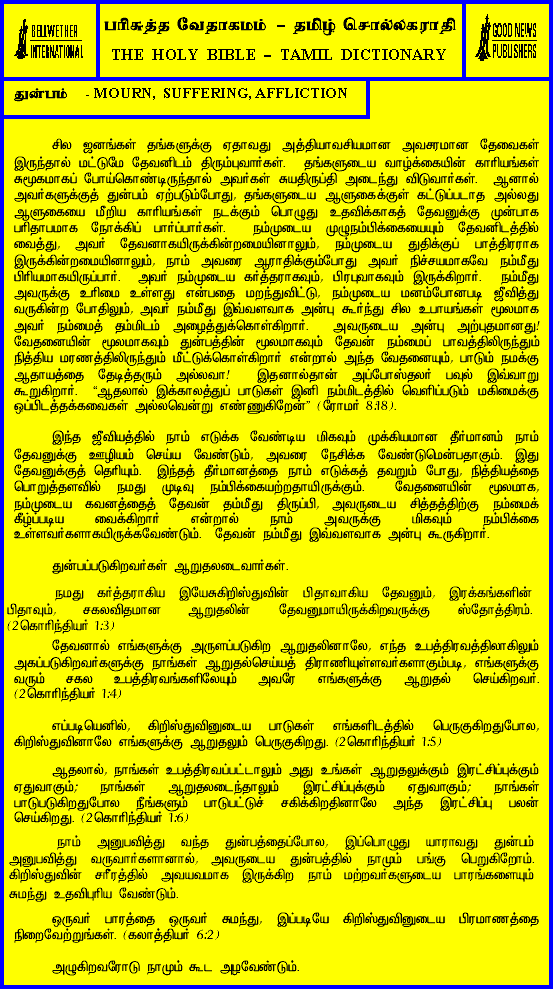 BELLWETHER
INTERNATIONAL
பரிசுத்த வேதாகமம் – தமிழ் சொல்லகராதி
THE HOLY BIBLE – TAMIL DICTIONARY
GOOD NEWS
PUBLISHERS
துன்பம் - MOURN, SUFFERING, AFFLICTION
சில ஜனங்கள் தங்களுக்கு ஏதாவது அத்தியாவசியமான அவசரமான தேவைகள்
இருந்தால் மட்டுமே தேவனிடம் திரும்புவார்கள். தங்களுடைய வாழ்க்கையின் காரியங்கள்
சுமூகமாகப் போய்கொண்டிருந்தால் அவர்கள் சுயதிருப்தி அடைந்து விடுவார்கள். ஆனால்
அவர்களுக்குத் துன்பம் ஏற்படும்போது, தங்களுடைய ஆளுகைக்குள் கட்டுப்படாத அல்லது
ஆளுகையை மீறிய காரியங்கள் நடக்கும் பொழுது உதவிக்காகத் தேவனுக்கு முன்பாக
பரிதாபமாக நோக்கிப் பார்ப்பார்கள். நம்முடைய முழுநம்பிக்கையையும் தேவனிடத்தில்
வைத்து, அவர் தேவனாகயிருக்கின்றமையினாலும், நம்முடைய துதிக்குப் பாத்திரராக
இருக்கின்றமையினாலும், நாம் அவரை ஆராதிக்கும்போது அவர் நிச்சயமாகவே நம்மீது
பிரியமாகயிருப்பார். அவர் நம்முடைய கர்த்தராகவும், பிரபுவாகவும் இருக்கிறார். நம்மீது
அவருக்கு உரிமை உள்ளது என்பதை மறந்துவிட்டு, நம்முடைய மனம்போனபடி ஜீவித்து
வருகின்ற போதிலும், அவர் நம்மீது இவ்வளவாக அன்பு கூர்ந்து சில உபாயங்கள் மூலமாக
அவர் நம்மைத் தம்மிடம் அழைத்துக்கொள்கிறார். அவருடைய அன்பு அற்புதமானது!
வேதனையின் மூலமாகவும் துன்பத்தின் மூலமாகவும் தேவன் நம்மைப் பாவத்திலிருந்தும்
நித்திய மரணத்திலிருந்தும் மீட்டுக்கொள்கிறார் என்றால் அந்த வேதனையும், பாடும் நமக்கு
ஆதாயத்தை தேடித்தரும் அல்லவா! இதனால்தான் அப்போஸ்தலர் பவுல் இவ்வாறு
கூறுகிறார். “ஆதலால் இக்காலத்துப் பாடுகள் இனி நம்மிடத்தில் வெளிப்படும் மகிமைக்கு
ஒப்பிடத்தக்கவைகள் அல்லவென்று எண்ணுகிறேன்” (ரோமர் 8:18).
இந்த ஜீவியத்தில் நாம் எடுக்க வேண்டிய மிகவும் முக்கியமான தீர்மானம் நாம்
தேவனுக்கு ஊழியம் செய்ய வேண்டும், அவரை நேசிக்க வேண்டுமென்பதாகும். இது
தேவனுக்குத் தெரியும். இந்தத் தீர்மானத்தை நாம் எடுக்கத் தவறும் போது, நித்தியத்தை
பொறுத்தளவில் நமது முடிவு நம்பிக்கையற்றதாயிருக்கும். வேதனையின் மூலமாக,
நம்முடைய கவனத்தைத் தேவன் தம்மீது திருப்பி, அவருடைய சித்தத்திற்கு நம்மைக்
கீழ்ப்படிய வைக்கிறார் என்றால் நாம் அவருக்கு மிகவும் நம்பிக்கை
உள்ளவர்களாகயிருக்கவேண்டும். தேவன் நம்மீது இவ்வளவாக அன்பு கூருகிறார்.
துன்பப்படுகிறவர்கள் ஆறுதலடைவார்கள்.
நமது கர்த்தராகிய இயேசுகிறிஸ்துவின் பிதாவாகிய தேவனும், இரக்கங்களின்
பிதாவும், சகலவிதமான ஆறுதலின் தேவனுமாயிருக்கிறவருக்கு ஸ்தோத்திரம்.
(2கொரிந்தியர் 1:3)
தேவனால் எங்களுக்கு அருளப்படுகிற ஆறுதலினாலே, எந்த உபத்திரவத்திலாகிலும்
அகப்படுகிறவர்களுக்கு நாங்கள் ஆறுதல்செய்யத் திராணியுள்ளவர்களாகும்படி, எங்களுக்கு
வரும் சகல உபத்திரவங்களிலேயும் அவரே எங்களுக்கு ஆறுதல் செய்கிறவர்.
(2கொரிந்தியர் 1:4)
எப்படியெனில், கிறிஸ்துவினுடைய பாடுகள் எங்களிடத்தில் பெருகுகிறதுபோல,
கிறிஸ்துவினாலே எங்களுக்கு ஆறுதலும் பெருகுகிறது. (2கொரிந்தியர் 1:5)
ஆதலால், நாங்கள் உபத்திரவப்பட்டாலும் அது உங்கள் ஆறுதலுக்கும் இரட்சிப்புக்கும்
ஏதுவாகும்; நாங்கள் ஆறுதலடைந்தாலும் இரட்சிப்புக்கும் ஏதுவாகும்; நாங்கள்
பாடுபடுகிறதுபோல நீங்களும் பாடுபட்டுச் சகிக்கிறதினாலே அந்த இரட்சிப்பு பலன்
செய்கிறது. (2கொரிந்தியர் 1:6)
நாம் அனுபவித்து வந்த துன்பத்தைப்போல, இப்பொழுது யாராவது துன்பம்
அனுபவித்து வருவார்களானால், அவருடைய துன்பத்தில் நாமும் பங்கு பெறுகிறோம்.
கிறிஸ்துவின் சரீரத்தில் அவயவமாக இருக்கிற நாம் மற்றவர்களுடைய பாரங்களையும்
சுமந்து உதவிபுரிய வேண்டும்.
ஒருவர் பாரத்தை ஒருவர் சுமந்து, இப்படியே கிறிஸ்துவினுடைய பிரமாணத்தை
நிறைவேற்றுங்கள். (கலாத்தியர் 6:2)
அழுகிறவரோடு நாமும் கூட அழவேண்டும்.